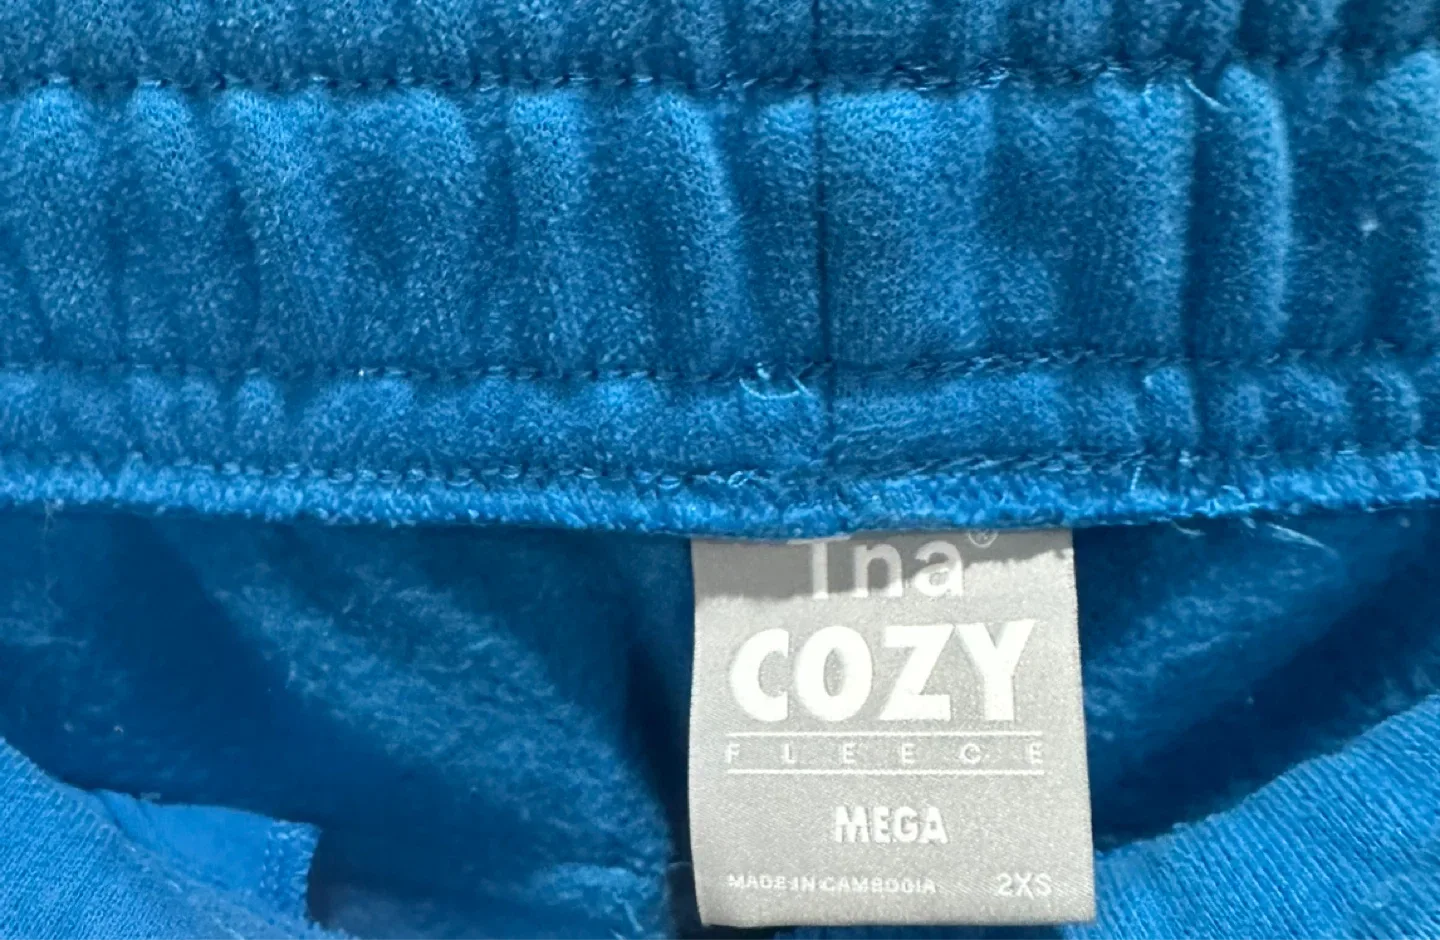 Tna®
COZY
FLEECE
MEGA
MADE IN CAMBODIA 2XS